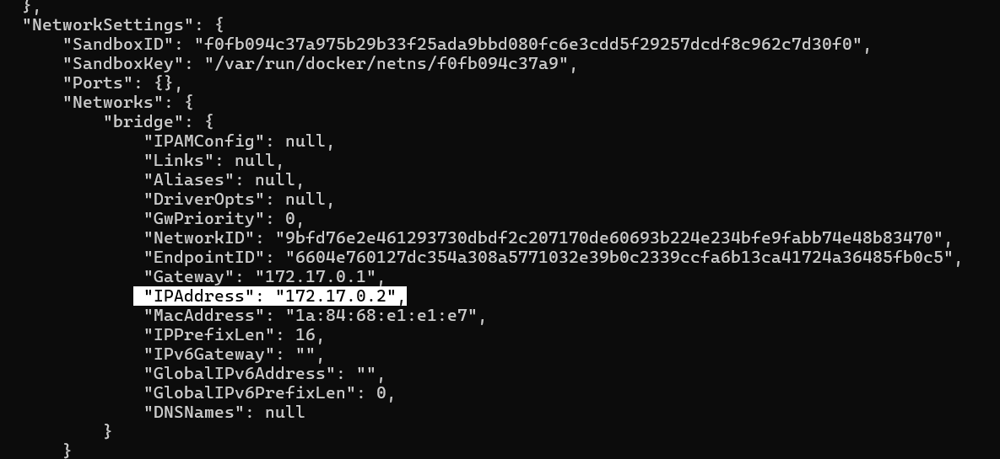 },
"NetworkSettings": {
"SandboxID": "f0fb094c37a975b29b33f25ada9bbd080fc6e3cdd5f29257dcdf8c962c7d30f0",
"SandboxKey": "/var/run/docker/netns/f0fb094c37a9",
"Ports": {},
"Networks": {
"bridge": {
"IPAMConfig": null,
"Links": null,
"Aliases": null,
"DriverOpts": null,
"GwPriority": 0,
"NetworkID": "9bfd76e2e461293730dbdf2c207170de60693b224e234bfe9fabb74e48b83470",
"EndpointID": "6604e760127dc354a308a5771032e39b0c2339ccfa6b13ca41724a36485fb0c5",
"Gateway": "172.17.0.1",
"IPAddress": "172.17.0.2",
"MacAddress": "1a:84:68:e1:e1:e7",
"IPPrefixLen": 16,
"IPv6Gateway": "",
"GlobalIPv6Address": "",
"GlobalIPv6PrefixLen": 0,
"DNSNames": null
}
}